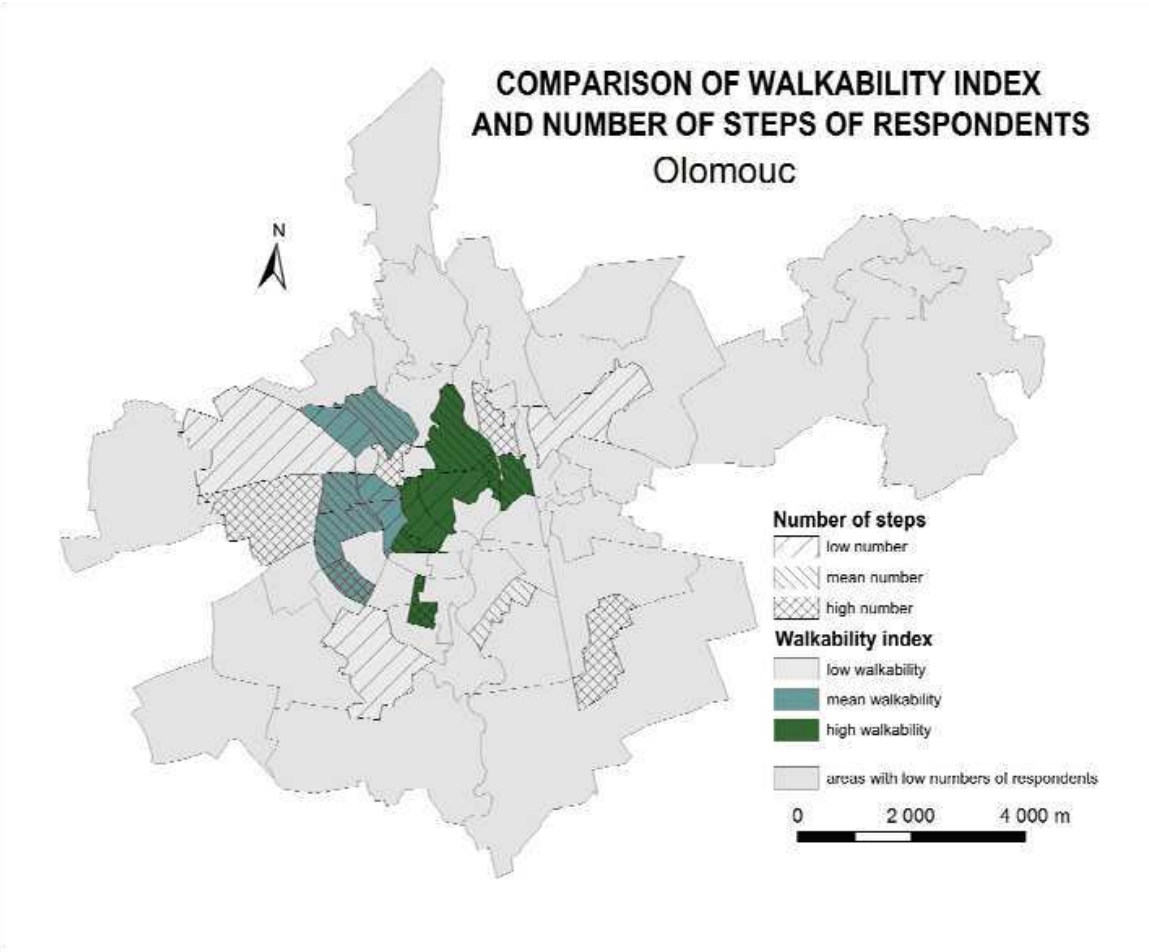 COMPARISON OF WALKABILITY INDEX
AND NUMBER OF STEPS OF RESPONDENTS
Olomouc
N
Number of steps
low number
mean number
high number
Walkability index
low walkability
mean walkability
high walkability
areas with low numbers of respondents
0 2 000 4 000 m